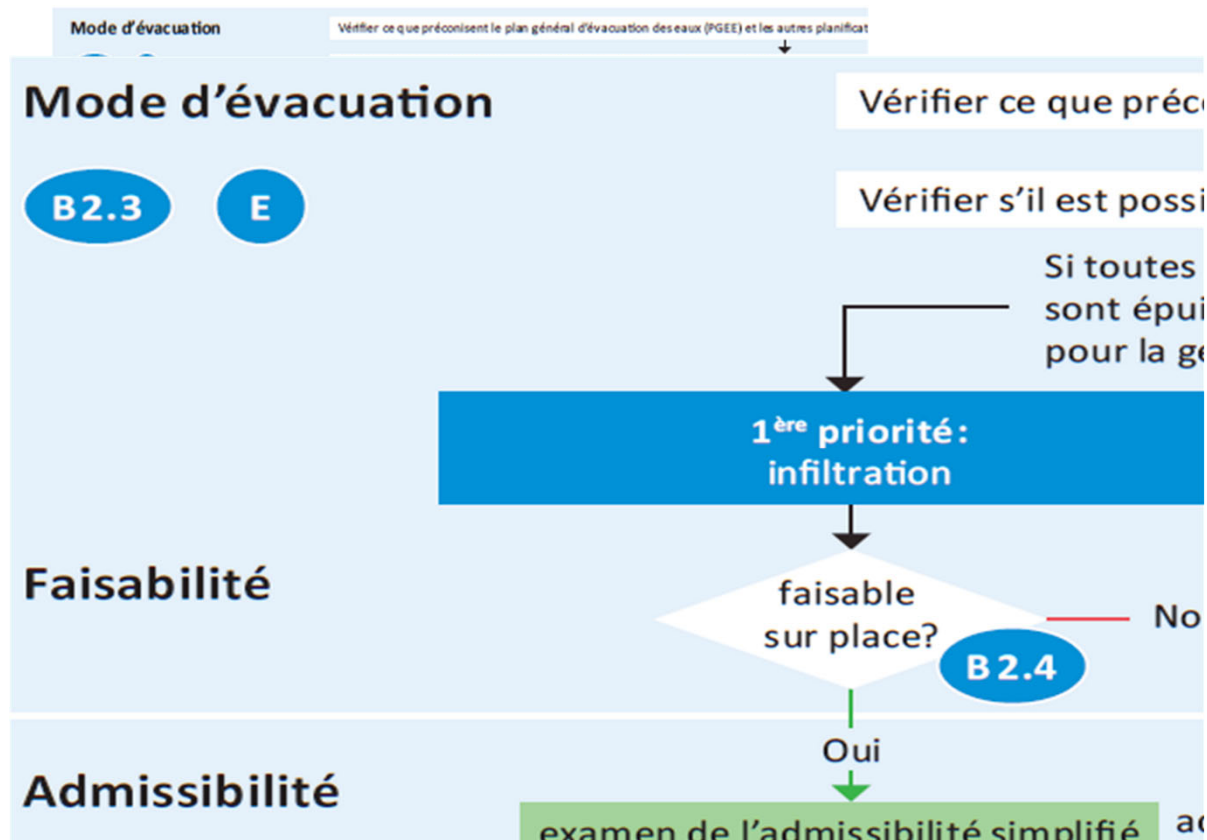 Mode d'évacuation
Vérifier ce que préconisent le plan général d'évacuation des eaux (PGEE) et les autres planificat
Mode d'évacuation
Vérifier ce que préc
B2.3
E
Vérifier s'il est possi
Si toutes
sont épui
pour la ge
1ère priorité:
infiltration
Faisabilité
faisable
sur place?
No
B 2.4
Oui
Admissibilité
examen de l'admissibilité simplifié